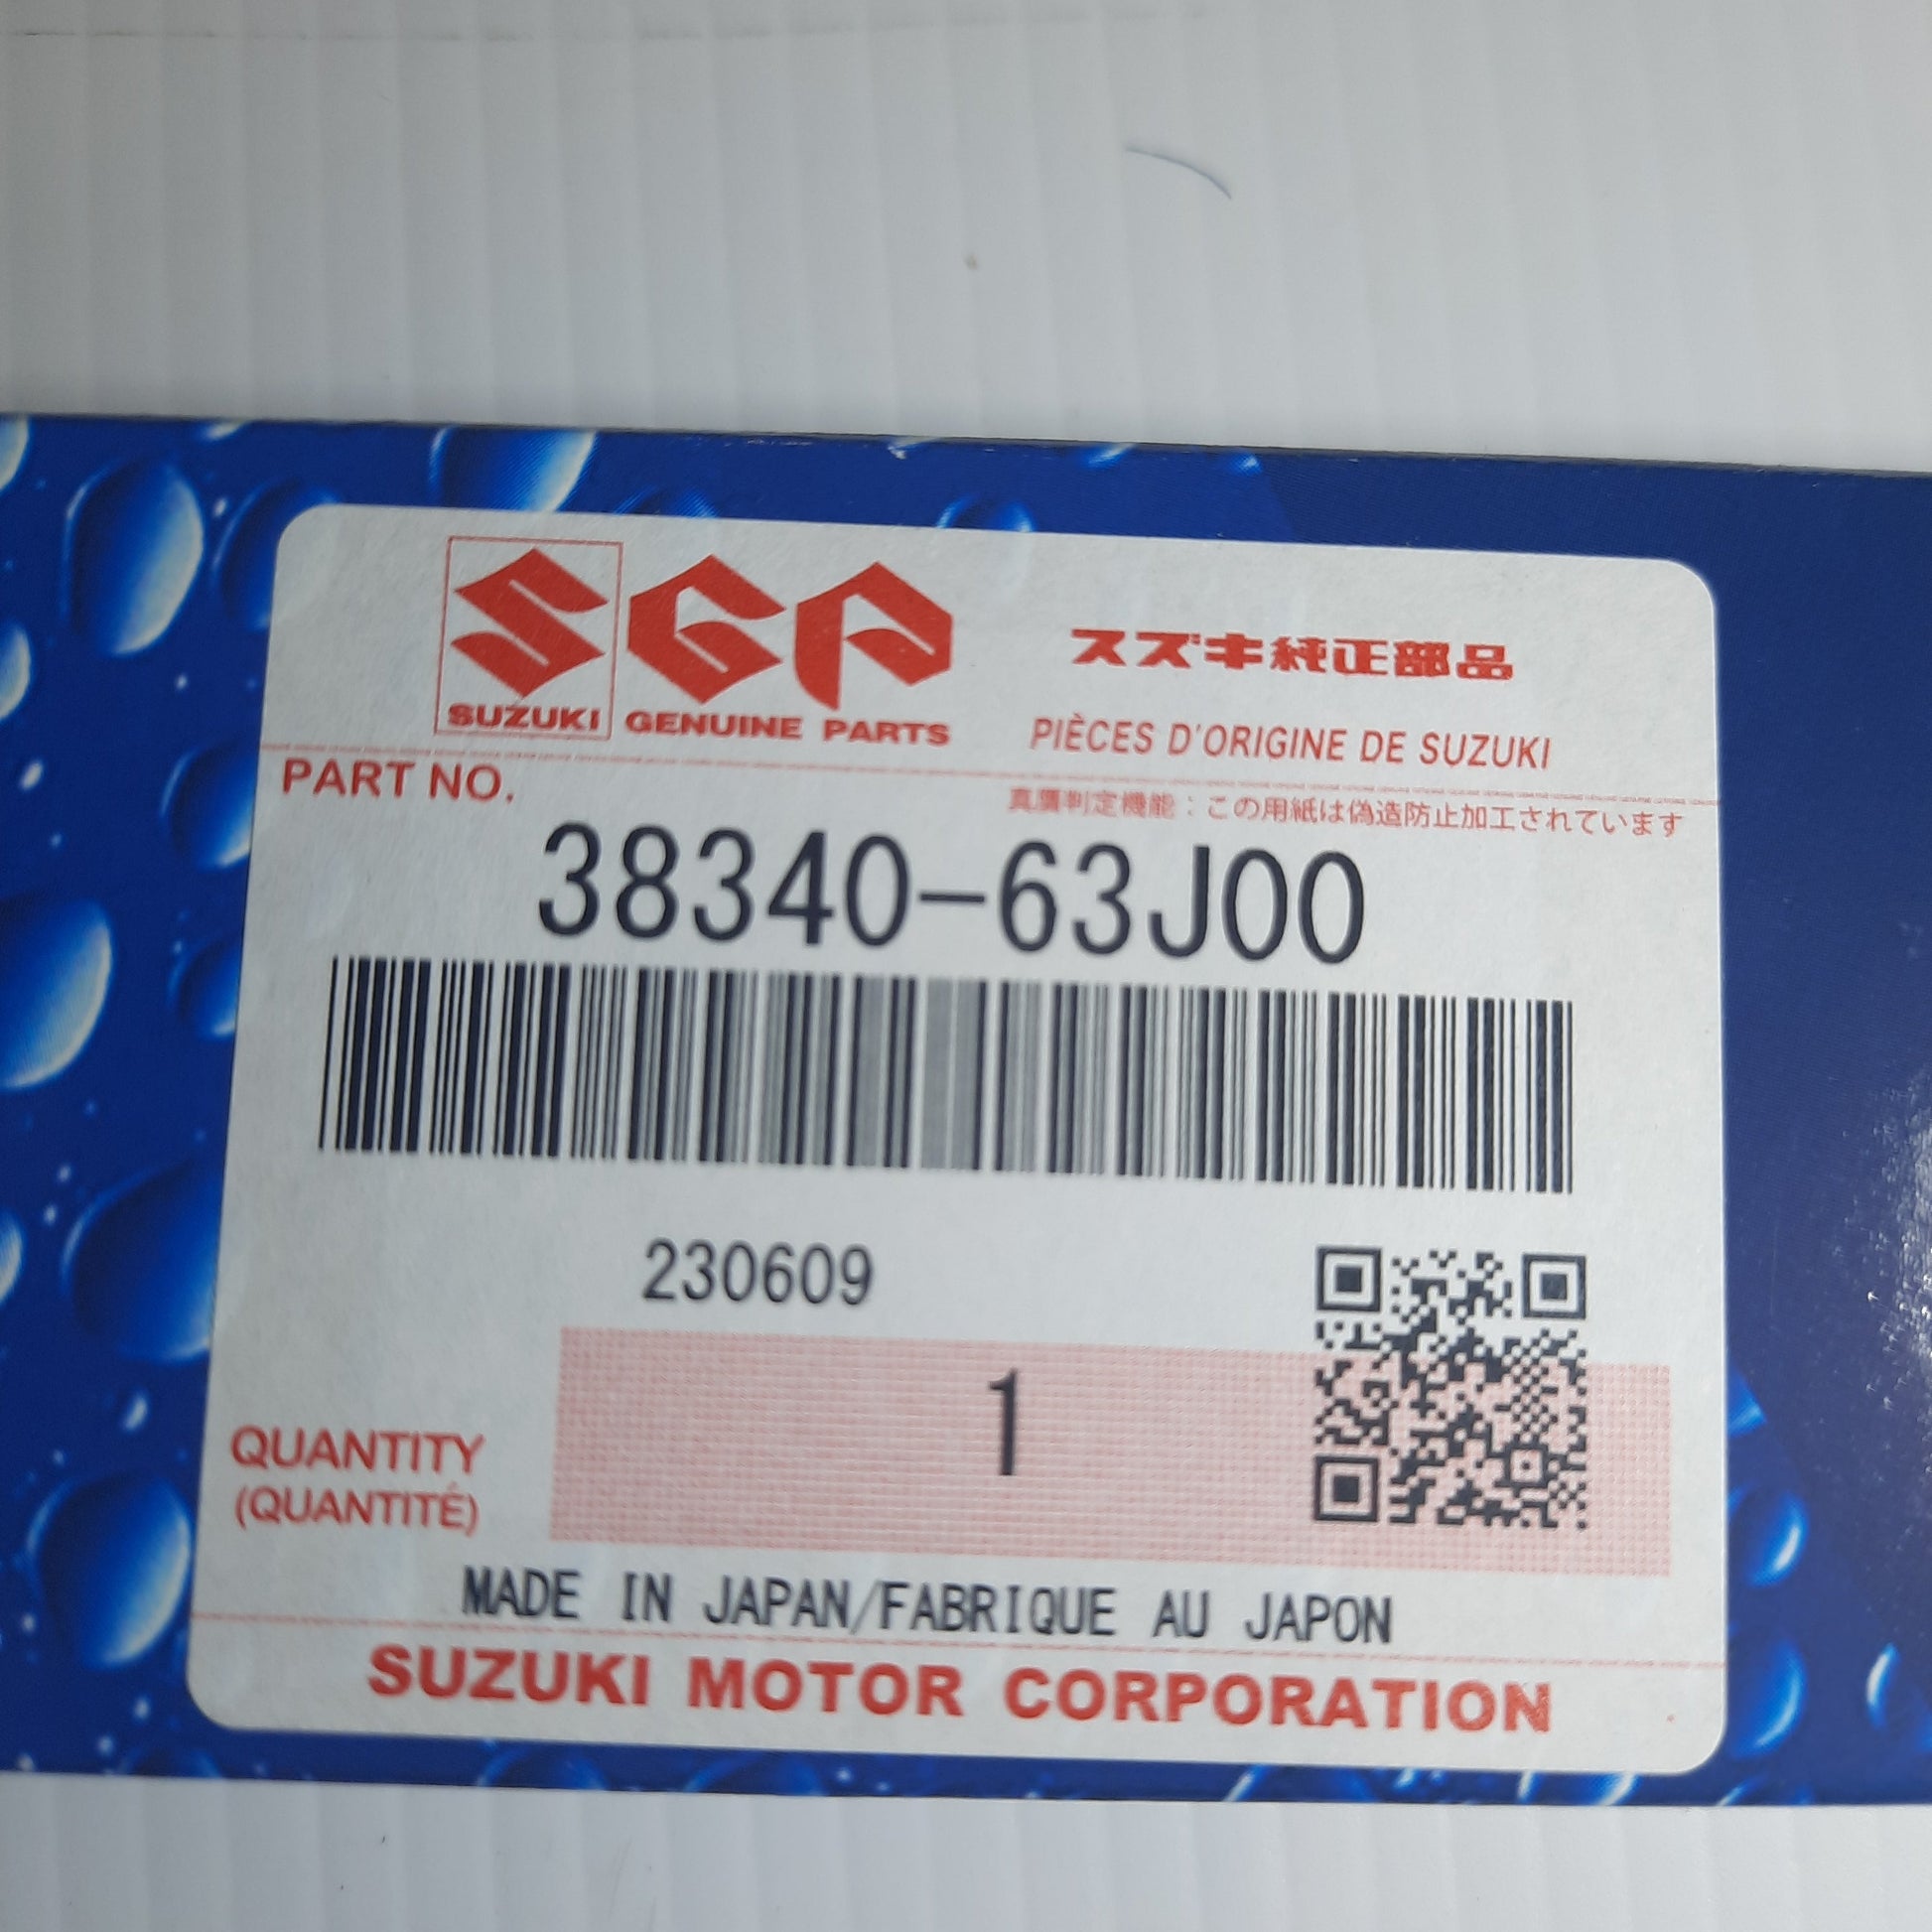 SGP
スズキ純正部品
SUZUKI GENUINE PARTS
PIÈCES D'ORIGINE DE SUZUKI
PART NO.
真贋判定機能：この用紙は偽造防止加工されています
38340-63J00
230609
1
QUANTITY
(QUANTITÉ)
MADE IN JAPAN/FABRIQUE AU JAPON
SUZUKI MOTOR CORPORATION